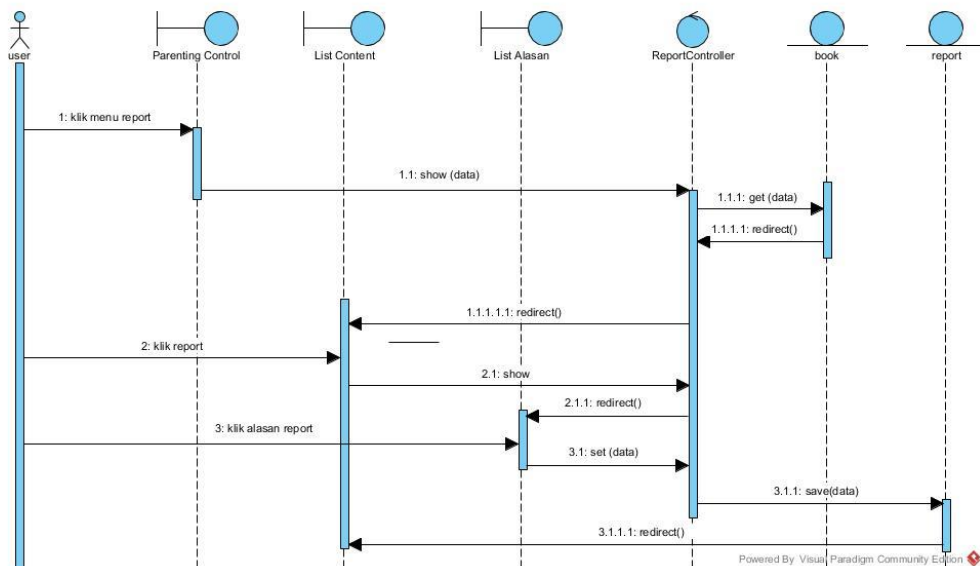 user
Parenting Control
List Content
List Alasan
ReportController
book
report
1: klik menu report
1.1: show (data)
1.1.1: get (data)
1.1.1.1: redirect()
1.1.1.1.1: redirect()
2: klik report
2.1: show
2.1.1: redirect()
3: klik alasan report
3.1: set (data)
3.1.1: save(data)
3.1.1.1: redirect()
Powered By Visual Paradigm Community Edition